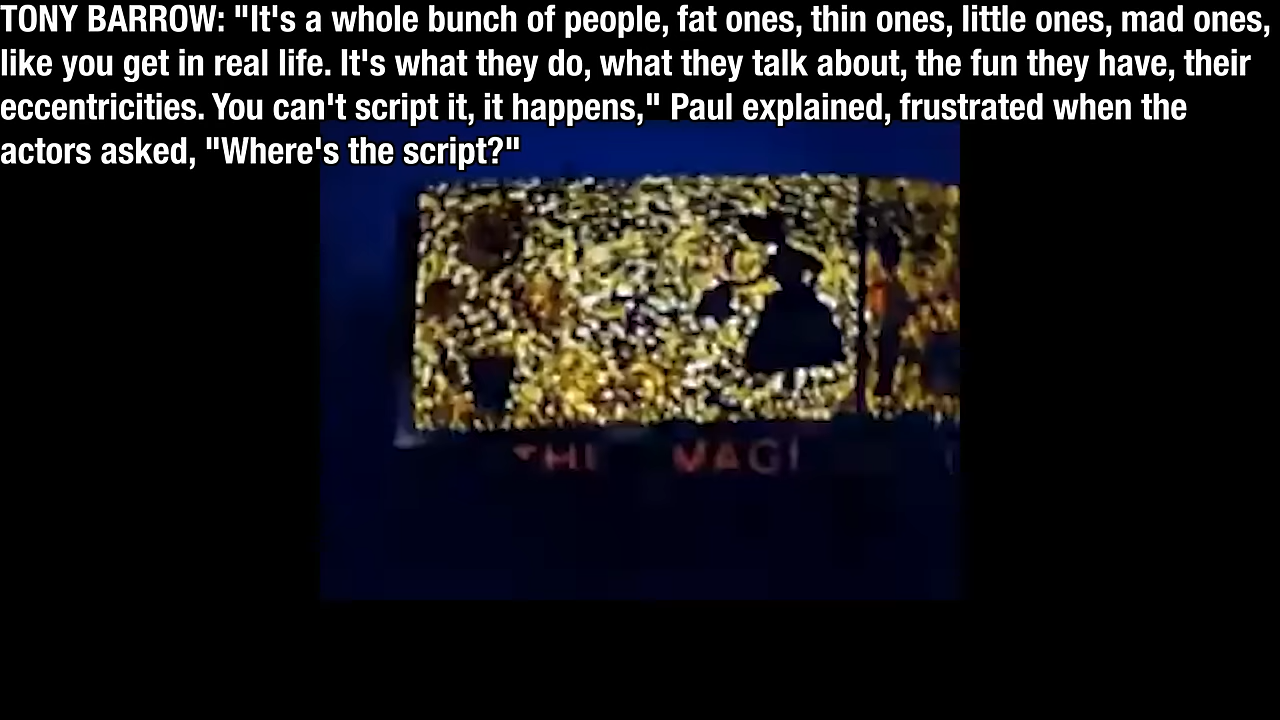 TONY BARROW: "It's a whole bunch of people, fat ones, thin ones, little ones, mad ones,
like you get in real life. It's what they do, what they talk about, the fun they have, their
eccentricities. You can't script it, it happens," Paul explained, frustrated when the
actors asked, "Where's the script?"
THE MAGI